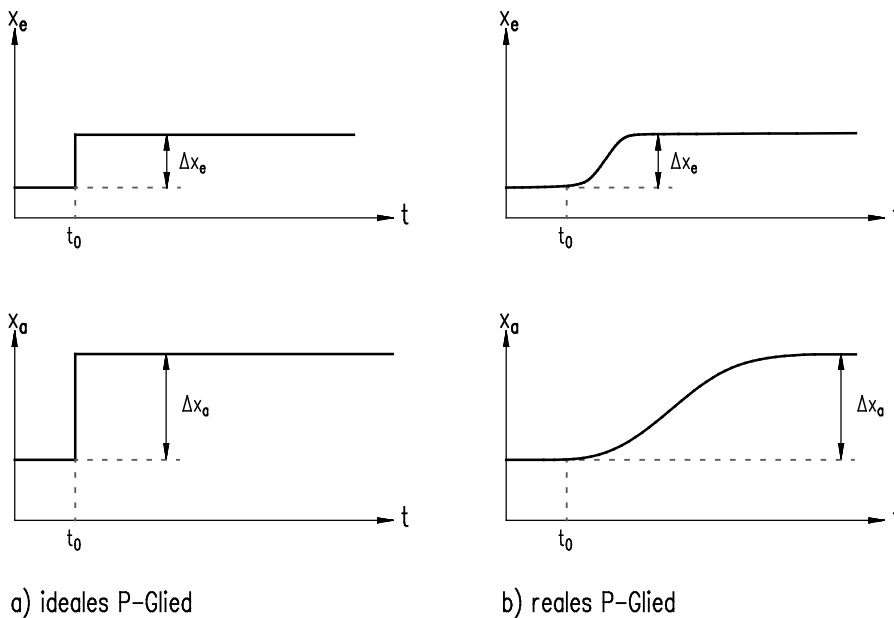 xₑ
Δxₑ
t
t₀
xₐ
Δxₐ
t
t₀
a) ideales P-Glied
xₑ
Δxₑ
t
t₀
xₐ
Δxₐ
t
t₀
b) reales P-Glied